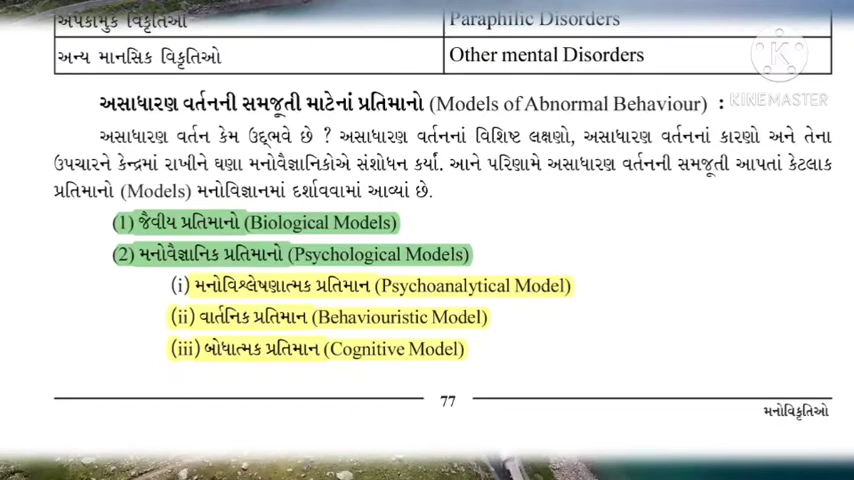 અપકામુક વિકૃતિઓ Paraphilic Disorders
અન્ય માનસિક વિકૃતિઓ Other mental Disorders
KINEMASTER
અસાધારણ વર્તનની સમજૂતી માટેનાં પ્રતિમાનો (Models of Abnormal Behaviour) :
અસાધારણ વર્તન કેમ ઉદ્ભવે છે ? અસાધારણ વર્તનનાં વિશિષ્ટ લક્ષણો, અસાધારણ વર્તનનાં કારણો અને તેના
ઉપચારને કેન્દ્રમાં રાખીને ઘણા મનોવૈજ્ઞાનિકોએ સંશોધન કર્યાં. આને પરિણામે અસાધારણ વર્તનની સમજૂતી આપતાં કેટલાક
પ્રતિમાનો (Models) મનોવિજ્ઞાનમાં દર્શાવવામાં આવ્યાં છે.
(1) જૈવીય પ્રતિમાનો (Biological Models)
(2) મનોવૈજ્ઞાનિક પ્રતિમાનો (Psychological Models)
(i) મનોવિશ્લેષણાત્મક પ્રતિમાન (Psychoanalytical Model)
(ii) વાર્તનિક પ્રતિમાન (Behaviouristic Model)
(iii) બોધાત્મક પ્રતિમાન (Cognitive Model)
77
મનોવિકૃતિઓ